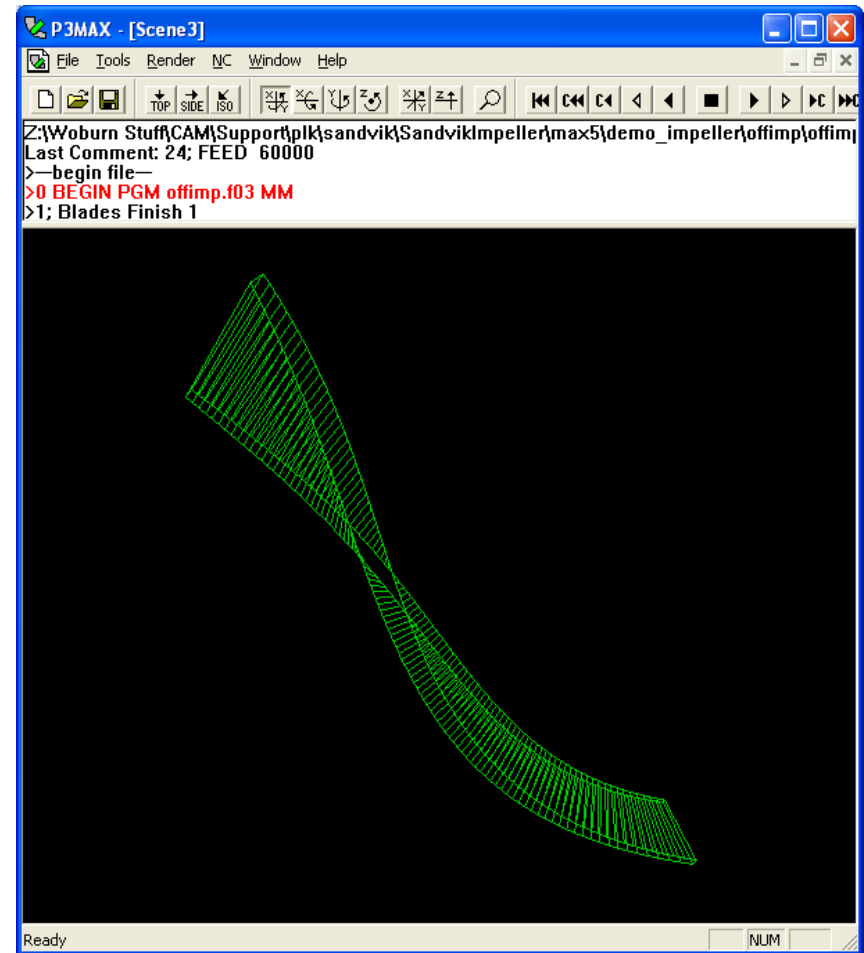 P3MAX - [Scene3]
File Tools Render NC Window Help
TOP SIDE ISO
Z:\Woburn Stuff\CAM\Support\plk\sandvik\SandvikImpeller\max5\demo_impeller\offimp\offimp
Last Comment: 24; FEED 60000
>—begin file—
>0 BEGIN PGM offimp.f03 MM
>1; Blades Finish 1
Ready NUM